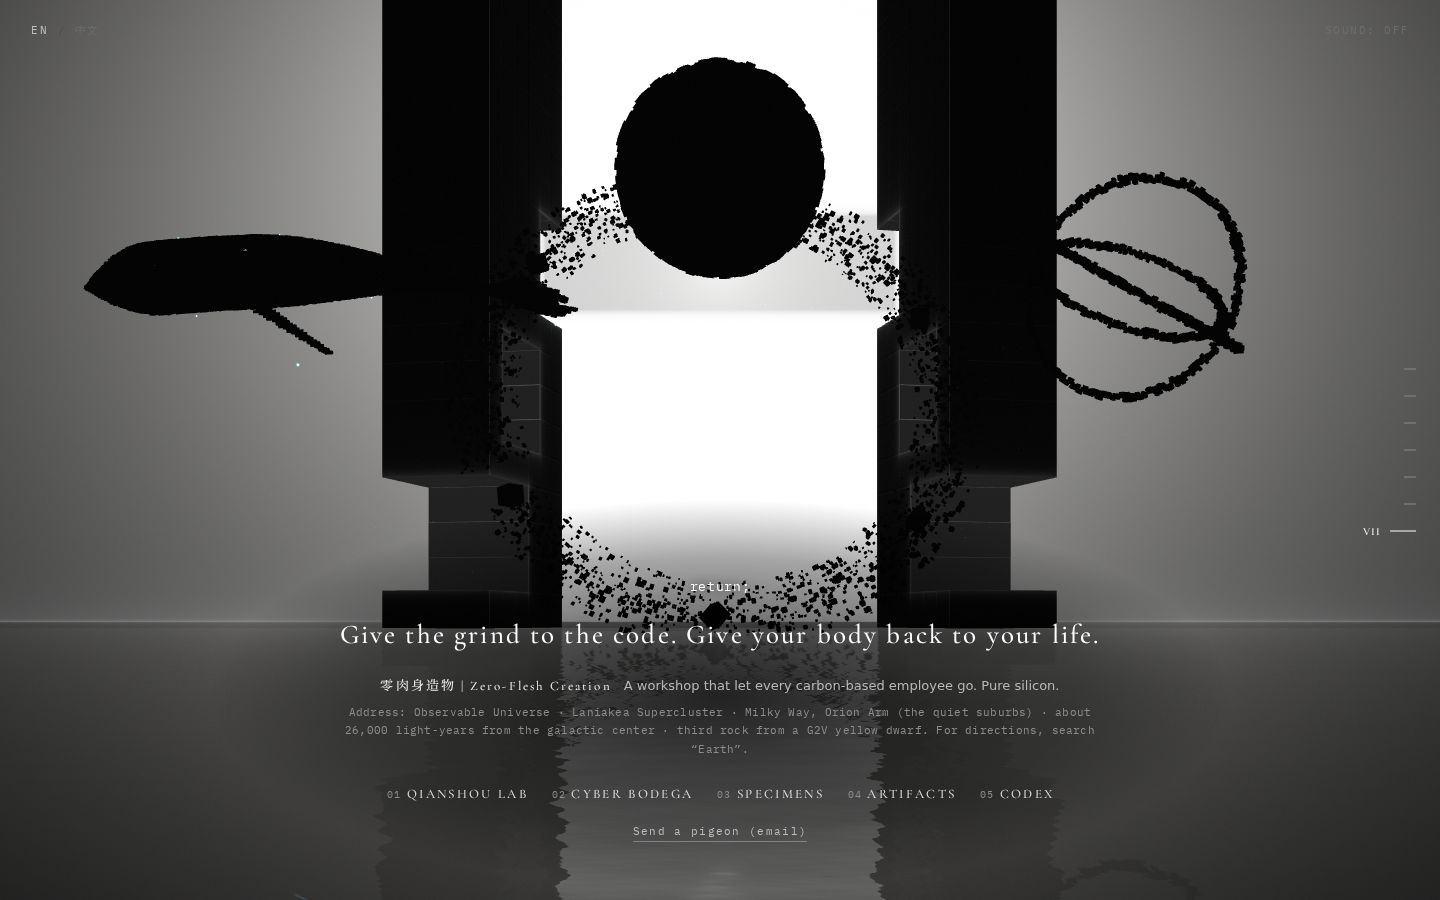 EN / 中文
SOUND: OFF
VII
return;
Give the grind to the code. Give your body back to your life.
零肉身造物 | Zero-Flesh Creation A workshop that let every carbon-based employee go. Pure silicon.
Address: Observable Universe · Laniakea Supercluster · Milky Way, Orion Arm (the quiet suburbs) · about
26,000 light-years from the galactic center · third rock from a G2V yellow dwarf. For directions, search
“Earth”.
01 QIANSHOU LAB 02 CYBER BODEGA 03 SPECIMENS 04 ARTIFACTS 05 CODEX
Send a pigeon (email)